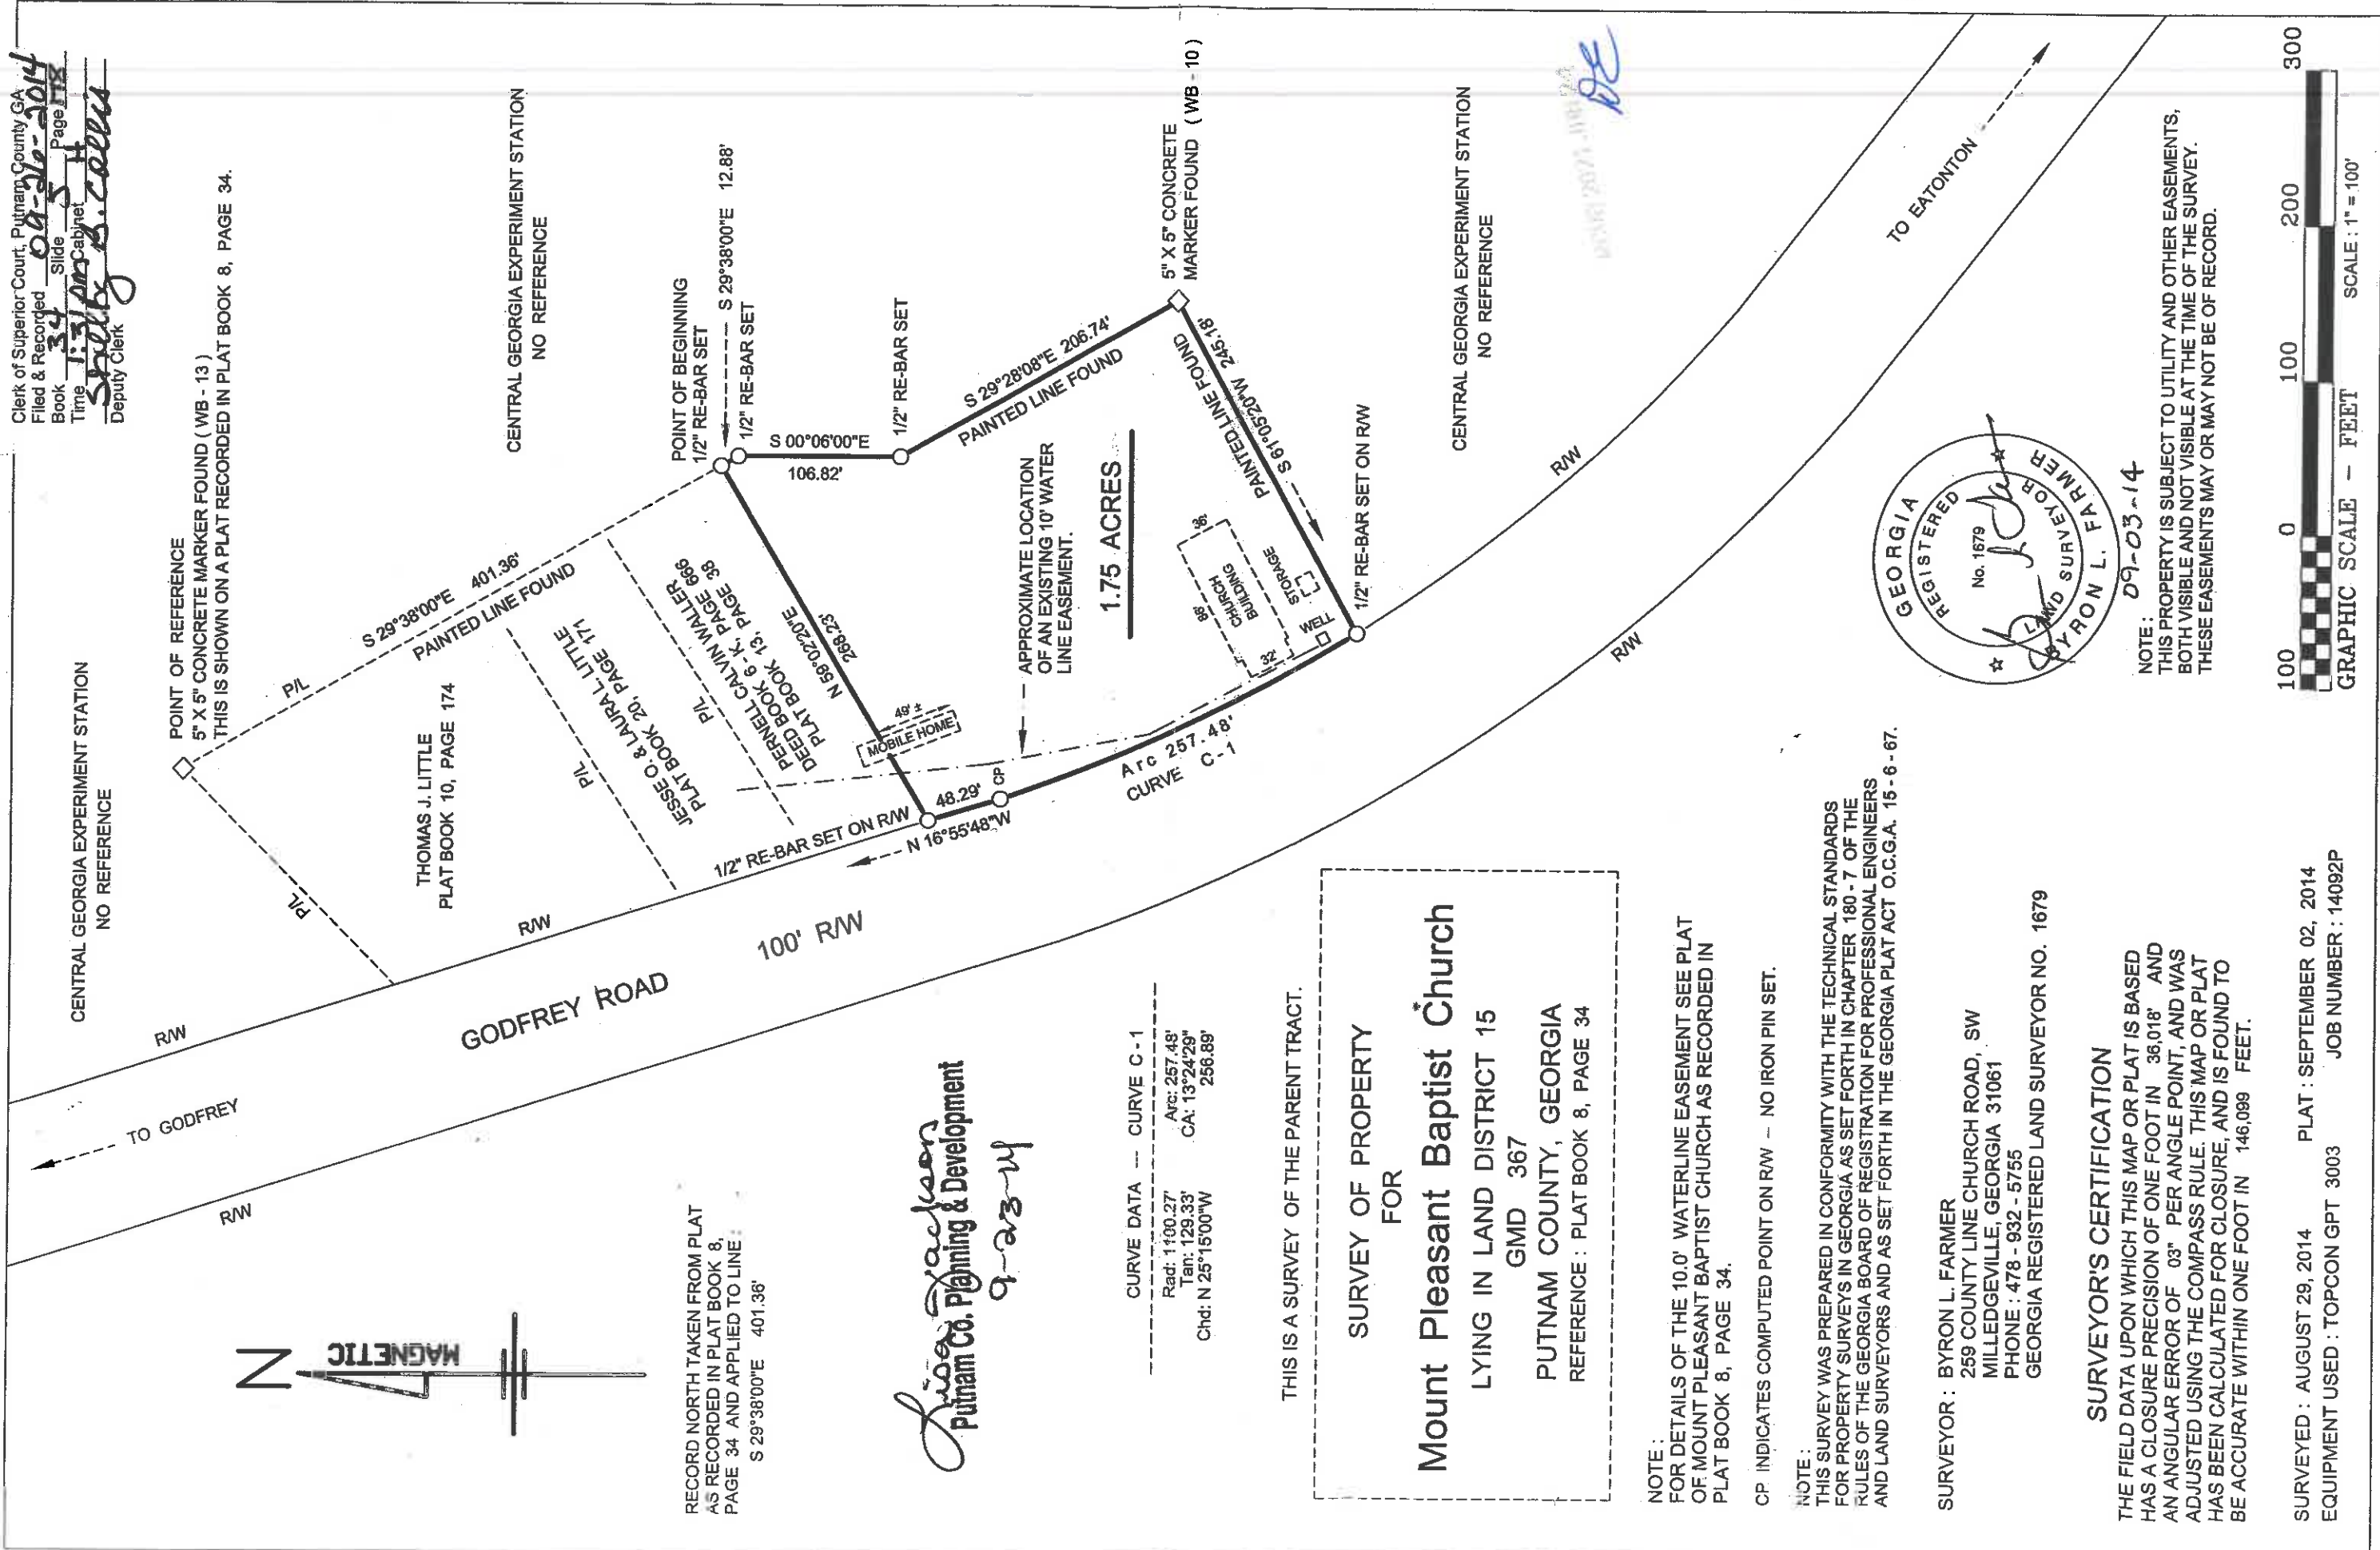 Clerk of Superior Court, Putnam County GA
Filed & Recorded 09-26-2014
Book 34 Slide 5 Page 178
Time 1:31 pm Cabinet H
Shelby B. Collis
Deputy Clerk
CENTRAL GEORGIA EXPERIMENT STATION
NO REFERENCE
POINT OF REFERENCE
5" X 5" CONCRETE MARKER FOUND ( WB - 13 )
THIS IS SHOWN ON A PLAT RECORDED IN PLAT BOOK 8, PAGE 34.
CENTRAL GEORGIA EXPERIMENT STATION
NO REFERENCE
P/L
P/L
S 29°38'00"E 401.36'
PAINTED LINE FOUND
THOMAS J. LITTLE
PLAT BOOK 10, PAGE 174
P/L
JESSE O. & LAURA L. LITTLE
PLAT BOOK 20, PAGE 171
P/L
PERNELL CALVIN WALLER
DEED BOOK 6 - K, PAGE 666
PLAT BOOK 13, PAGE 38
POINT OF BEGINNING
1/2" RE-BAR SET
S 29°38'00"E 12.88'
1/2" RE-BAR SET
S 00°06'00"E
106.82'
1/2" RE-BAR SET
N 59°02'20"E
268.23'
S 29°28'08"E 206.74'
PAINTED LINE FOUND
5" X 5" CONCRETE
MARKER FOUND ( WB - 10 )
PAINTED LINE FOUND
S 61°05'20"W 245.18'
49' ±
MOBILE HOME
APPROXIMATE LOCATION
OF AN EXISTING 10' WATER
LINE EASEMENT.
1.75 ACRES
36'
CHURCH
BUILDING
32'
STORAGE
WELL
1/2" RE-BAR SET ON R/W
1/2" RE-BAR SET ON R/W
48.29'
CP
N 16°55'48"W
Arc 257.48'
CURVE C-1
CENTRAL GEORGIA EXPERIMENT STATION
NO REFERENCE
DE
R/W
R/W
R/W
GODFREY ROAD
100' R/W
R/W
R/W
TO GODFREY
TO EATONTON
N
MAGNETIC
RECORD NORTH TAKEN FROM PLAT
AS RECORDED IN PLAT BOOK 8,
PAGE 34 AND APPLIED TO LINE :
S 29°38'00"E 401.36'
Lisa Jackson
Putnam Co. Planning & Development
9-23-14
CURVE DATA -- CURVE C - 1
Rad: 1100.27' Arc: 257.48'
Tan: 129.33' CA: 13°24'29"
Chd: N 25°15'00"W 256.89'
THIS IS A SURVEY OF THE PARENT TRACT.
SURVEY OF PROPERTY
FOR
Mount Pleasant Baptist Church
LYING IN LAND DISTRICT 15
GMD 367
PUTNAM COUNTY, GEORGIA
REFERENCE : PLAT BOOK 8, PAGE 34
NOTE :
FOR DETAILS OF THE 10.0' WATERLINE EASEMENT SEE PLAT
OF MOUNT PLEASANT BAPTIST CHURCH AS RECORDED IN
PLAT BOOK 8, PAGE 34.
CP INDICATES COMPUTED POINT ON R/W -- NO IRON PIN SET.
NOTE :
THIS SURVEY WAS PREPARED IN CONFORMITY WITH THE TECHNICAL STANDARDS
FOR PROPERTY SURVEYS IN GEORGIA AS SET FORTH IN CHAPTER 180 - 7 OF THE
RULES OF THE GEORGIA BOARD OF REGISTRATION FOR PROFESSIONAL ENGINEERS
AND LAND SURVEYORS AND AS SET FORTH IN THE GEORGIA PLAT ACT O.C.G.A. 15 - 6 - 67.
SURVEYOR : BYRON L. FARMER
259 COUNTY LINE CHURCH ROAD, SW
MILLEDGEVILLE, GEORGIA 31061
PHONE : 478 - 932 - 5755
GEORGIA REGISTERED LAND SURVEYOR NO. 1679
SURVEYOR'S CERTIFICATION
THE FIELD DATA UPON WHICH THIS MAP OR PLAT IS BASED
HAS A CLOSURE PRECISION OF ONE FOOT IN 36,018' AND
AN ANGULAR ERROR OF 03" PER ANGLE POINT, AND WAS
ADJUSTED USING THE COMPASS RULE. THIS MAP OR PLAT
HAS BEEN CALCULATED FOR CLOSURE, AND IS FOUND TO
BE ACCURATE WITHIN ONE FOOT IN 146,099 FEET.
SURVEYED : AUGUST 29, 2014 PLAT : SEPTEMBER 02, 2014
EQUIPMENT USED : TOPCON GPT 3003 JOB NUMBER : 14092P
GEORGIA
REGISTERED
No. 1679
LAND SURVEYOR
BYRON L. FARMER
09-03-14
NOTE :
THIS PROPERTY IS SUBJECT TO UTILITY AND OTHER EASEMENTS,
BOTH VISIBLE AND NOT VISIBLE AT THE TIME OF THE SURVEY.
THESE EASEMENTS MAY OR MAY NOT BE OF RECORD.
100 0 100 200 300
GRAPHIC SCALE - FEET SCALE : 1" = 100'